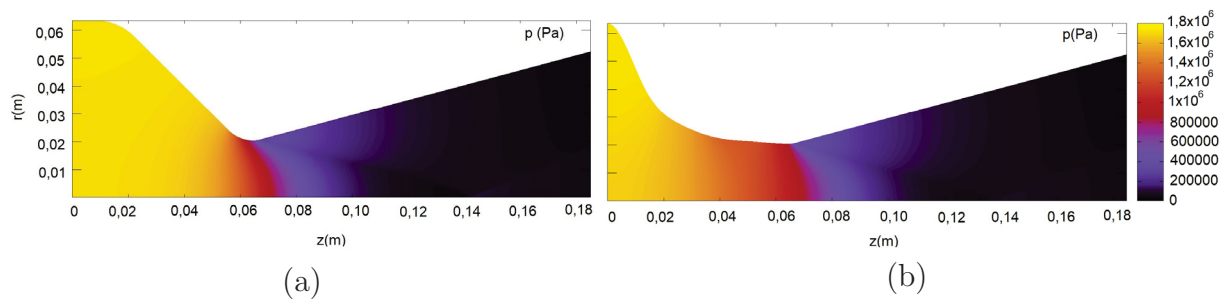 p (Pa)
0,06
0,05
0,04
0,03
0,02
0,01
r(m)
0 0,02 0,04 0,06 0,08 0,10 0,12 0,14 0,16 0,18
z(m)
(a)
p(Pa)
0 0,02 0,04 0,06 0,08 0,10 0,12 0,14 0,16 0,18
z(m)
(b)
1,8x10⁶
1,6x10⁶
1,4x10⁶
1,2x10⁶
1x10⁶
800000
600000
400000
200000
0